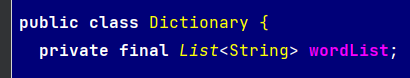 public class Dictionary {
private final List<String> wordList;